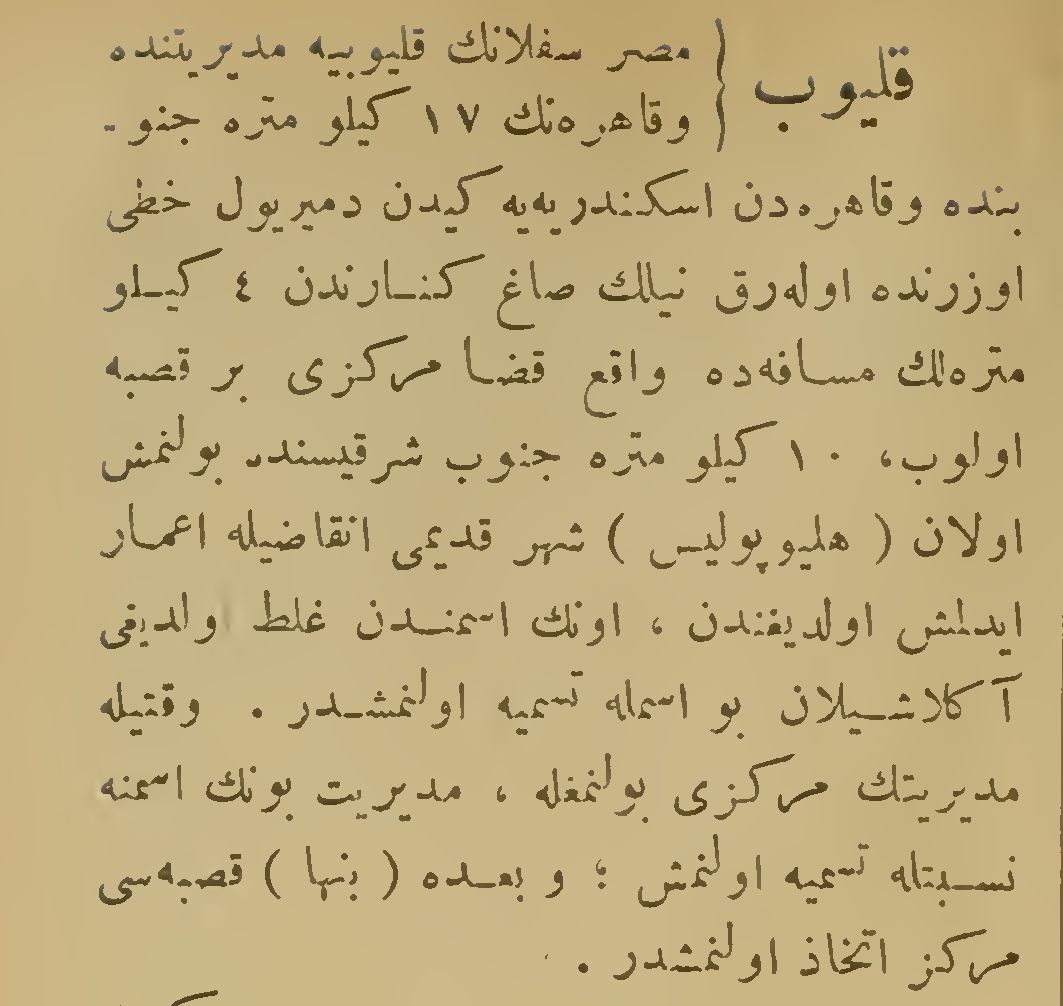 قليوب } مصر سفلانك قليوبيه مديريتنده
وقاهره‌نك ١٧ كيلو متره جنو-
بنده وقاهره‌دن اسكندريه‌يه كيدن دميريول خطى
اوزرنده اوله‌رق نيلك صاغ كنارندن ٤ كيلو
متره‌لك مسافه‌ده واقع قضا مركزى بر قصبه
اولوب، ١٠ كيلو متره جنوب شرقيسنده بولنمش
اولان ( هليوپوليس ) شهر قديمى انقاضيله اعمار
ايدلمش اولديغندن ، اونك اسمندن غلط ولديغى
آكلاشيلان بو اسمله تسميه اولنمشدر . وقتيله
مديريتك مركزى بولنمغله ، مديريت بونك اسمنه
نسبتله تسميه اولنمش ؛ و بعده ( بنها ) قصبه‌سى
مركز اتخاذ اولنمشدر .